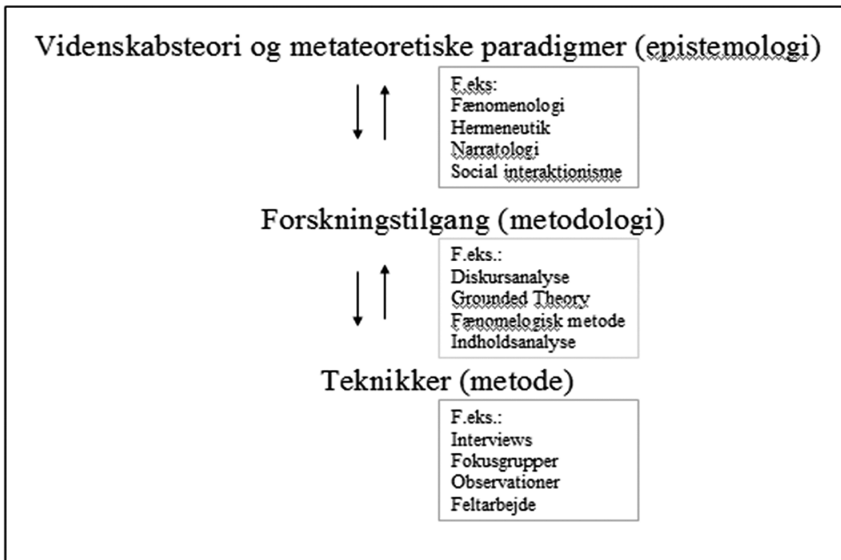 Videnskabsteori og metateoretiske paradigmer (epistemologi)
F.eks:
Fænomenologi
Hermeneutik
Narratologi
Social interaktionisme
Forskningstilgang (metodologi)
F.eks.:
Diskursanalyse
Grounded Theory
Fænomelogisk metode
Indholdsanalyse
Teknikker (metode)
F.eks.:
Interviews
Fokusgrupper
Observationer
Feltarbejde